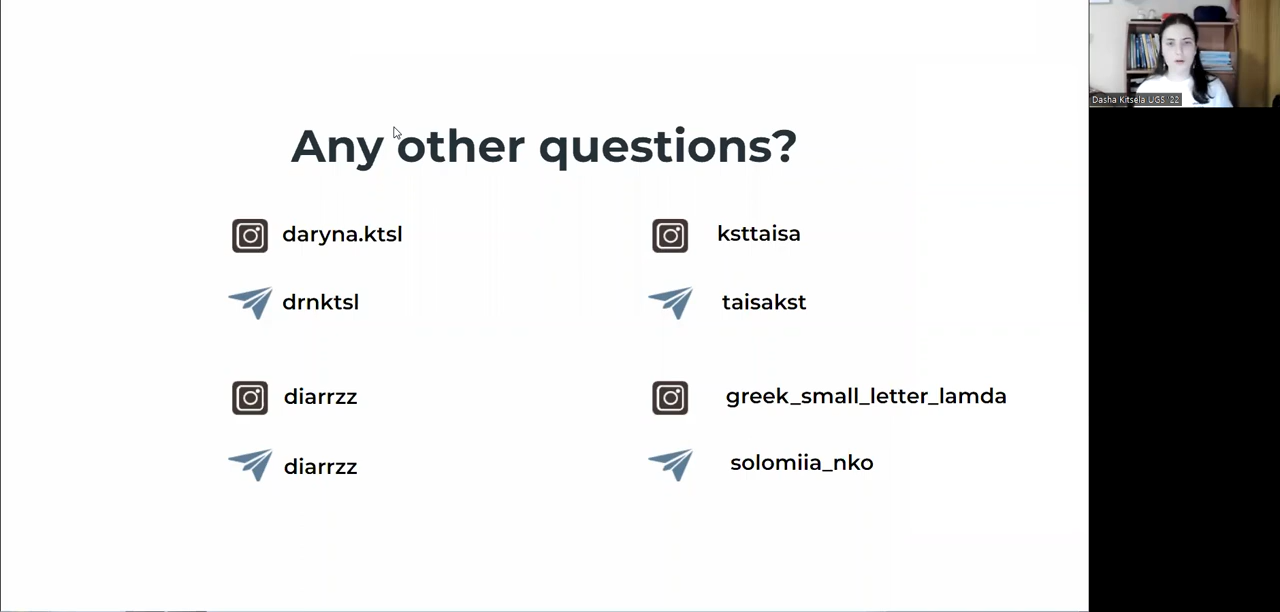 Any other questions?
daryna.ktsl
drnktsl
ksttaisa
taisakst
diarrzz
diarrzz
greek_small_letter_lamda
solomiia_nko
Dasha Kitsela UGS '22